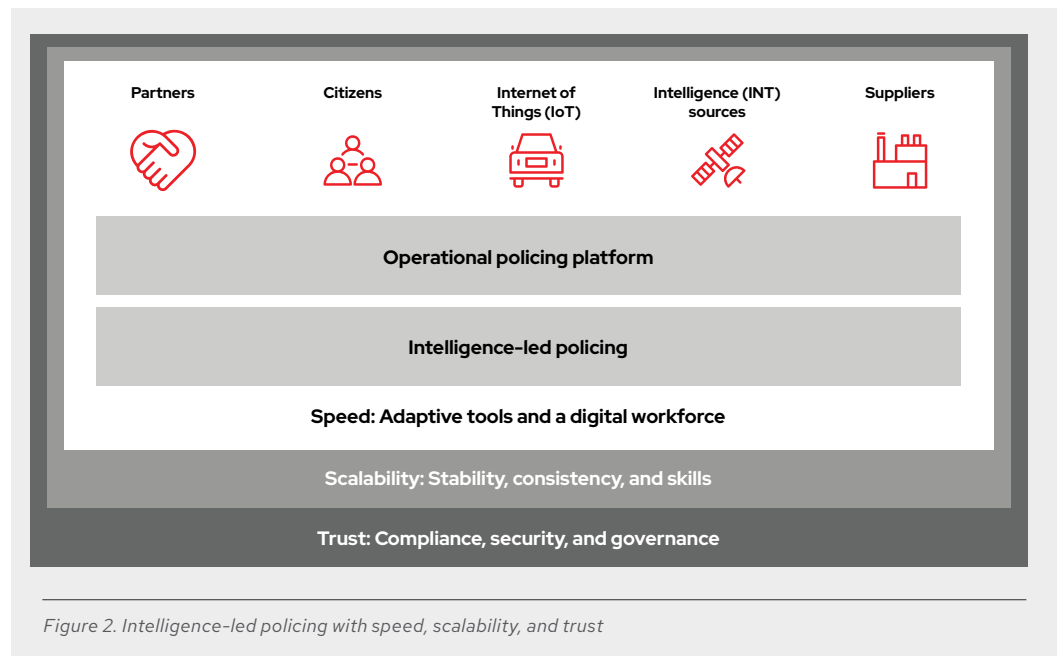 Partners
Citizens
Internet of
Things (IoT)
Intelligence (INT)
sources
Suppliers
Operational policing platform
Intelligence-led policing
Speed: Adaptive tools and a digital workforce
Scalability: Stability, consistency, and skills
Trust: Compliance, security, and governance
Figure 2. Intelligence-led policing with speed, scalability, and trust